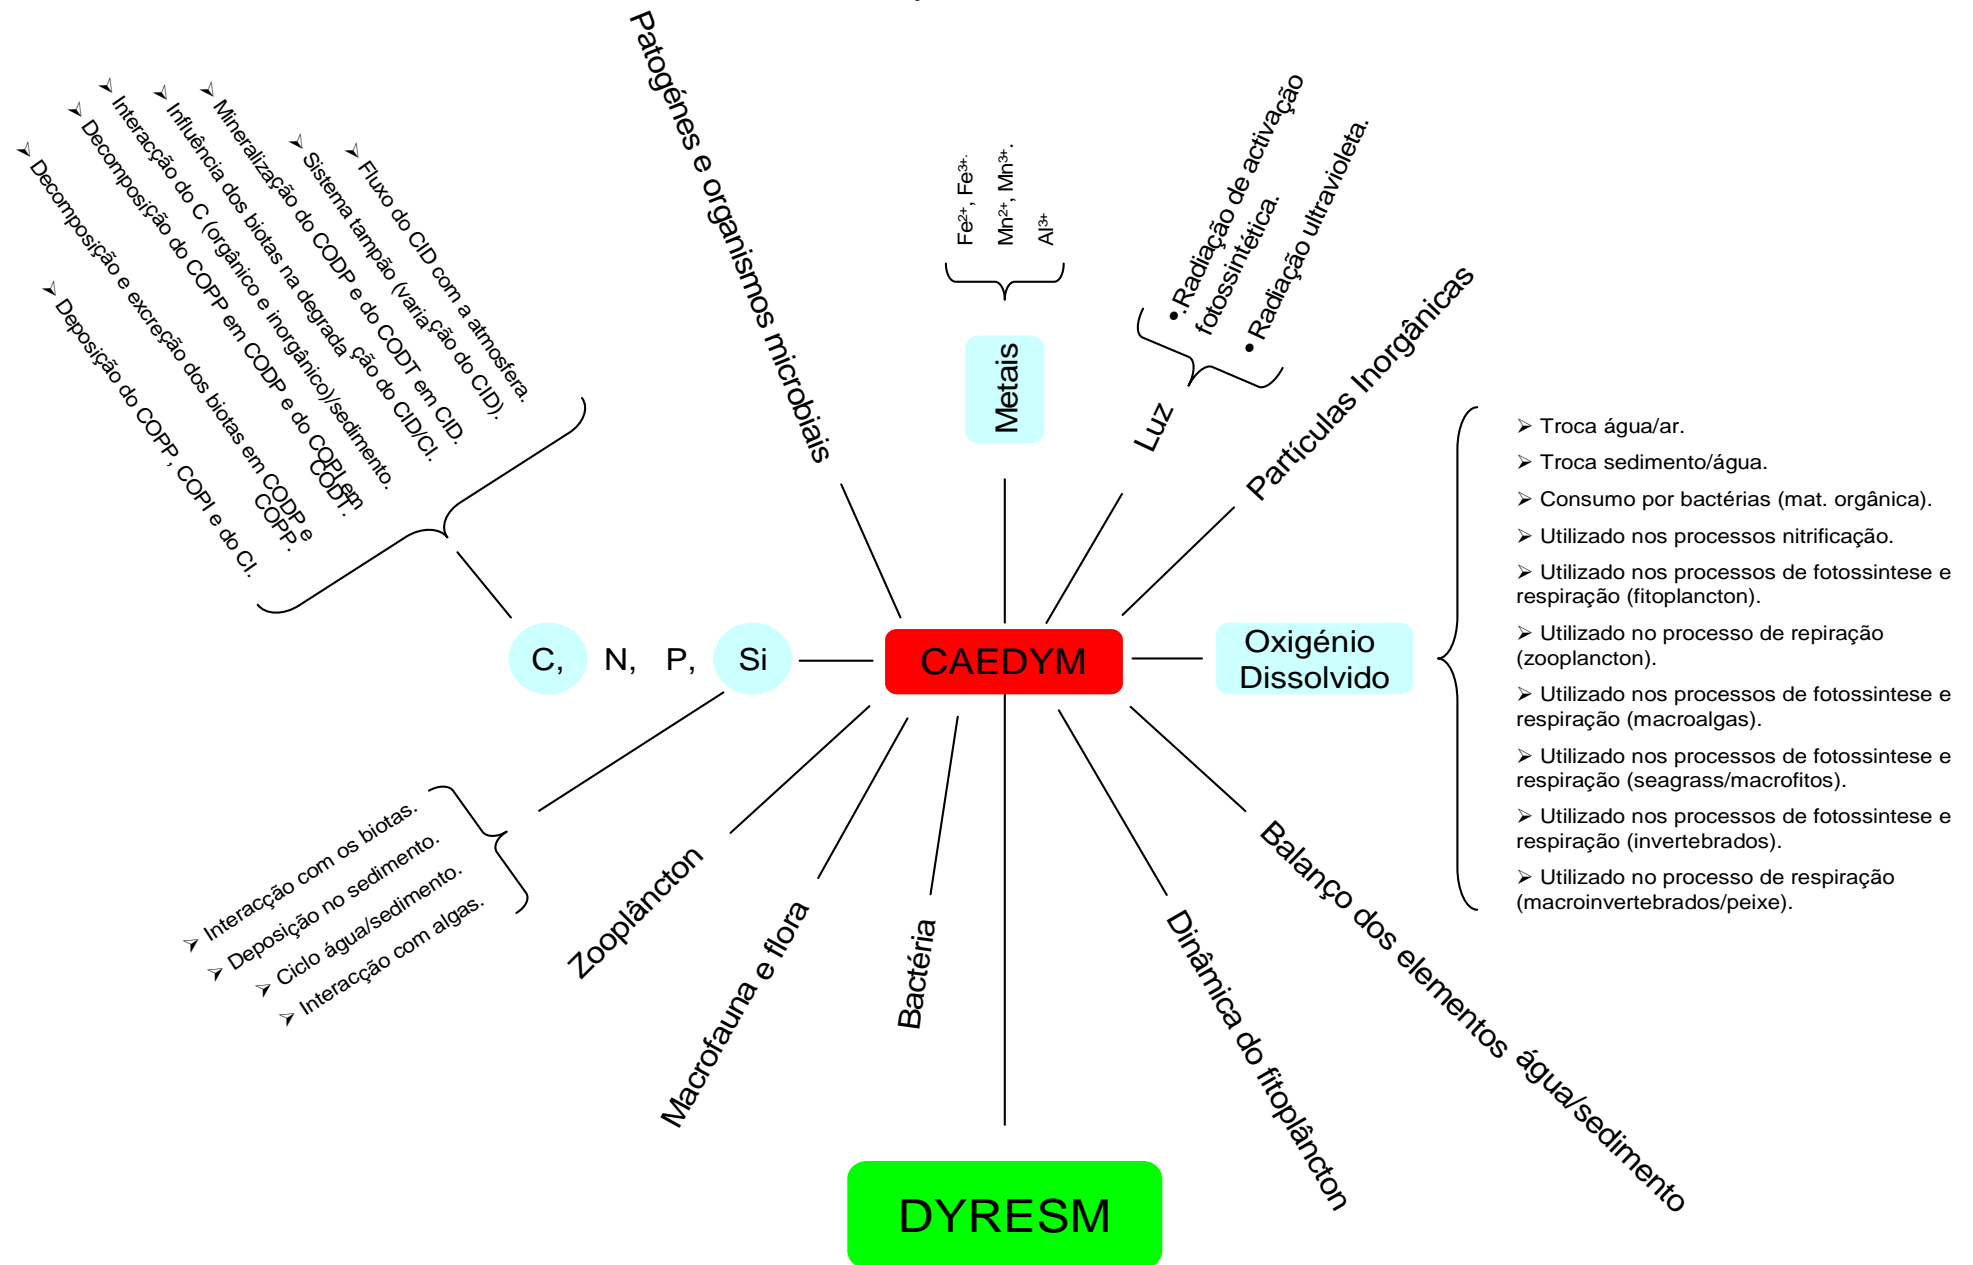 Patogénes e organismos microbiais
➢ Fluxo do CID com a atmosfera.
➢ Sistema tampão (variação do CID).
➢ Mineralização do CODP e do CODT em CID.
➢ Influência dos biotas na degradação do CID/CI.
➢ Interacção do C (orgânico e inorgânico)/sedimento.
➢ Decomposição do COPP em CODP e do COPI em
CODT.
➢ Decomposição e excreção dos biotas em CODP e
COPP.
➢ Deposição do COPP, COPI e do CI.
Fe2+, Fe3+.
Mn2+, Mn3+.
Al3+
Metais
•.Radiação de activação
fotossintética.
• Radiação ultravioleta.
Luz
Partículas Inorgânicas
C, N, P, Si
CAEDYM
Oxigénio
Dissolvido
➢ Troca água/ar.
➢ Troca sedimento/água.
➢ Consumo por bactérias (mat. orgânica).
➢ Utilizado nos processos nitrificação.
➢ Utilizado nos processos de fotossintese e
respiração (fitoplancton).
➢ Utilizado no processo de repiração
(zooplancton).
➢ Utilizado nos processos de fotossintese e
respiração (macroalgas).
➢ Utilizado nos processos de fotossintese e
respiração (seagrass/macrofitos).
➢ Utilizado nos processos de fotossintese e
respiração (invertebrados).
➢ Utilizado no processo de respiração
(macroinvertebrados/peixe).
➢ Interacção com os biotas.
➢ Deposição no sedimento.
➢ Ciclo água/sedimento.
➢ Interacção com algas.
Zooplâncton
Macrofauna e flora
Bactéria
Dinâmica do fitoplâncton
Balanço dos elementos água/sedimento
DYRESM